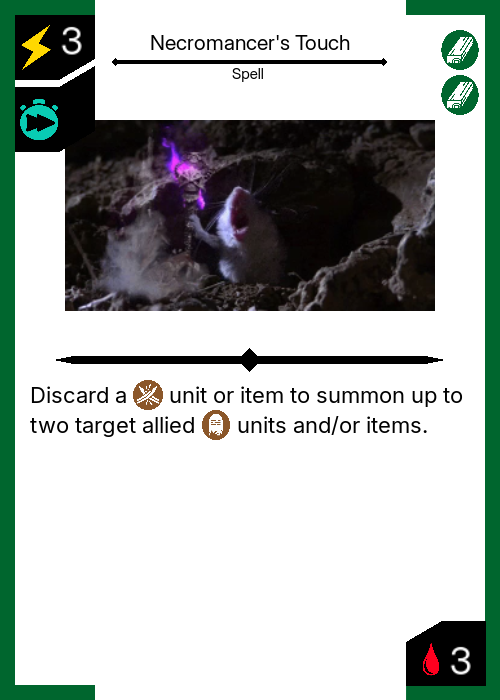 3
Necromancer's Touch
Spell
Discard a unit or item to summon up to
two target allied units and/or items.
3